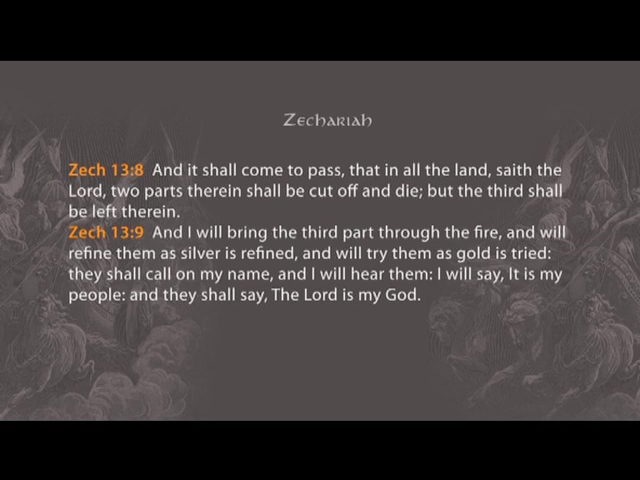 Zechariah
Zech 13:8 And it shall come to pass, that in all the land, saith the
Lord, two parts therein shall be cut off and die; but the third shall
be left therein.
Zech 13:9 And I will bring the third part through the fire, and will
refine them as silver is refined, and will try them as gold is tried:
they shall call on my name, and I will hear them: I will say, It is my
people: and they shall say, The Lord is my God.